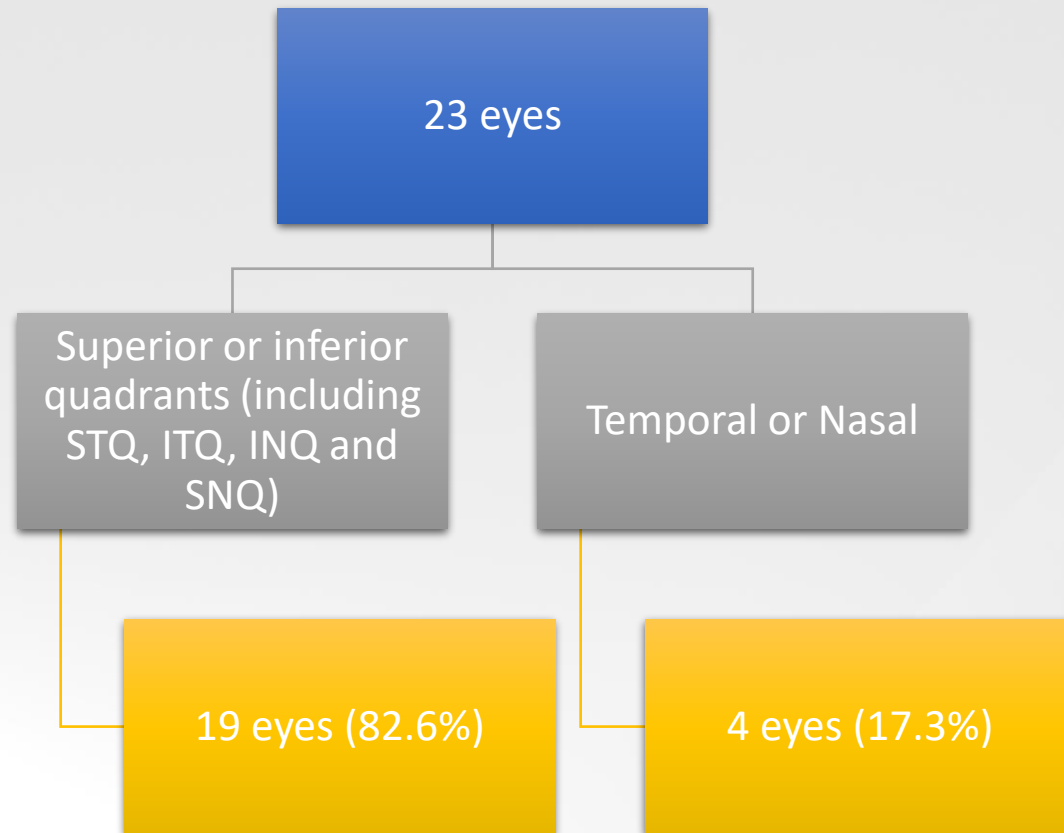 23 eyes
Superior or inferior
quadrants (including
STQ, ITQ, INQ and
SNQ)
Temporal or Nasal
19 eyes (82.6%)
4 eyes (17.3%)